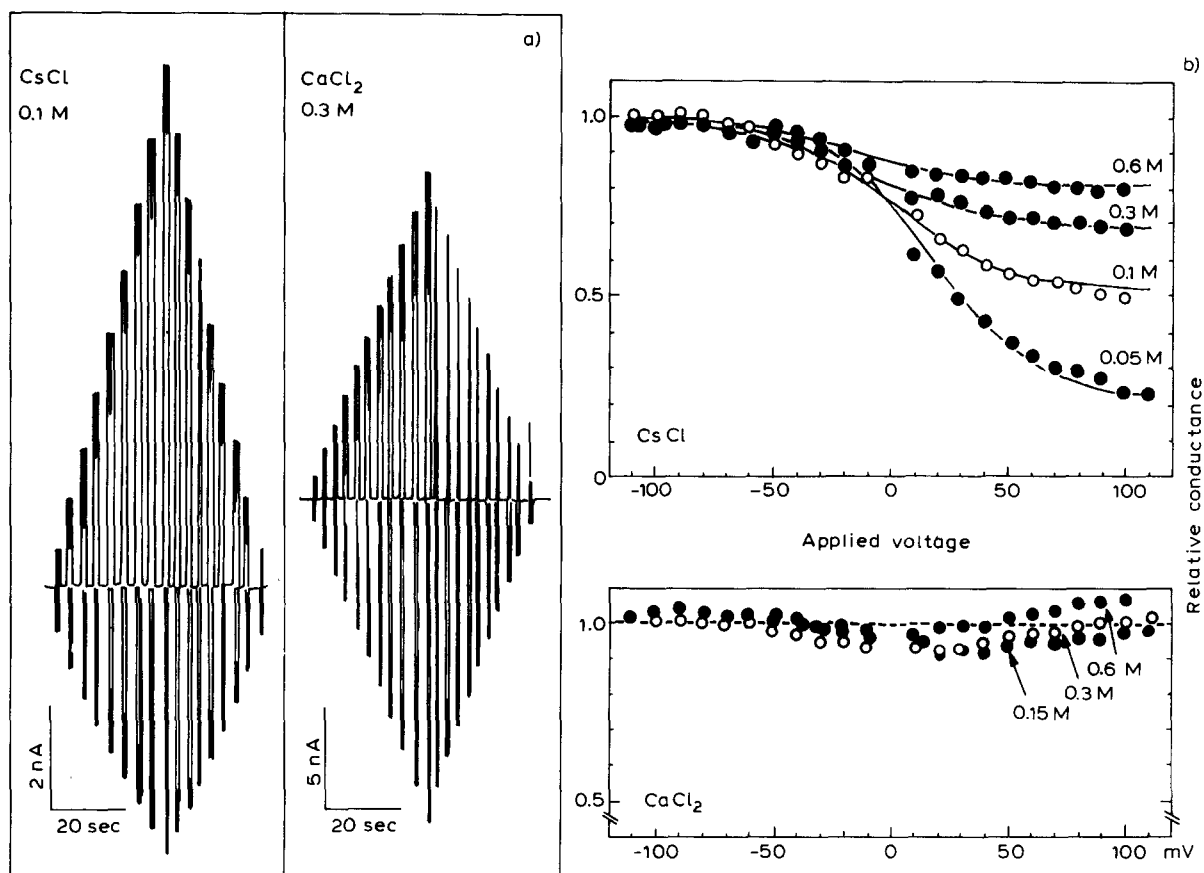 a)
CsCl
0.1 M
CaCl2
0.3 M
2 nA
20 sec
5 nA
20 sec
b)
1.0
0.5
0
0.6 M
0.3 M
0.1 M
0.05 M
CsCl
-100 -50 0 50 100
Applied voltage
Relative conductance
1.0
0.5
0.6 M
0.3 M
0.15 M
CaCl2
-100 -50 0 50 100 mV